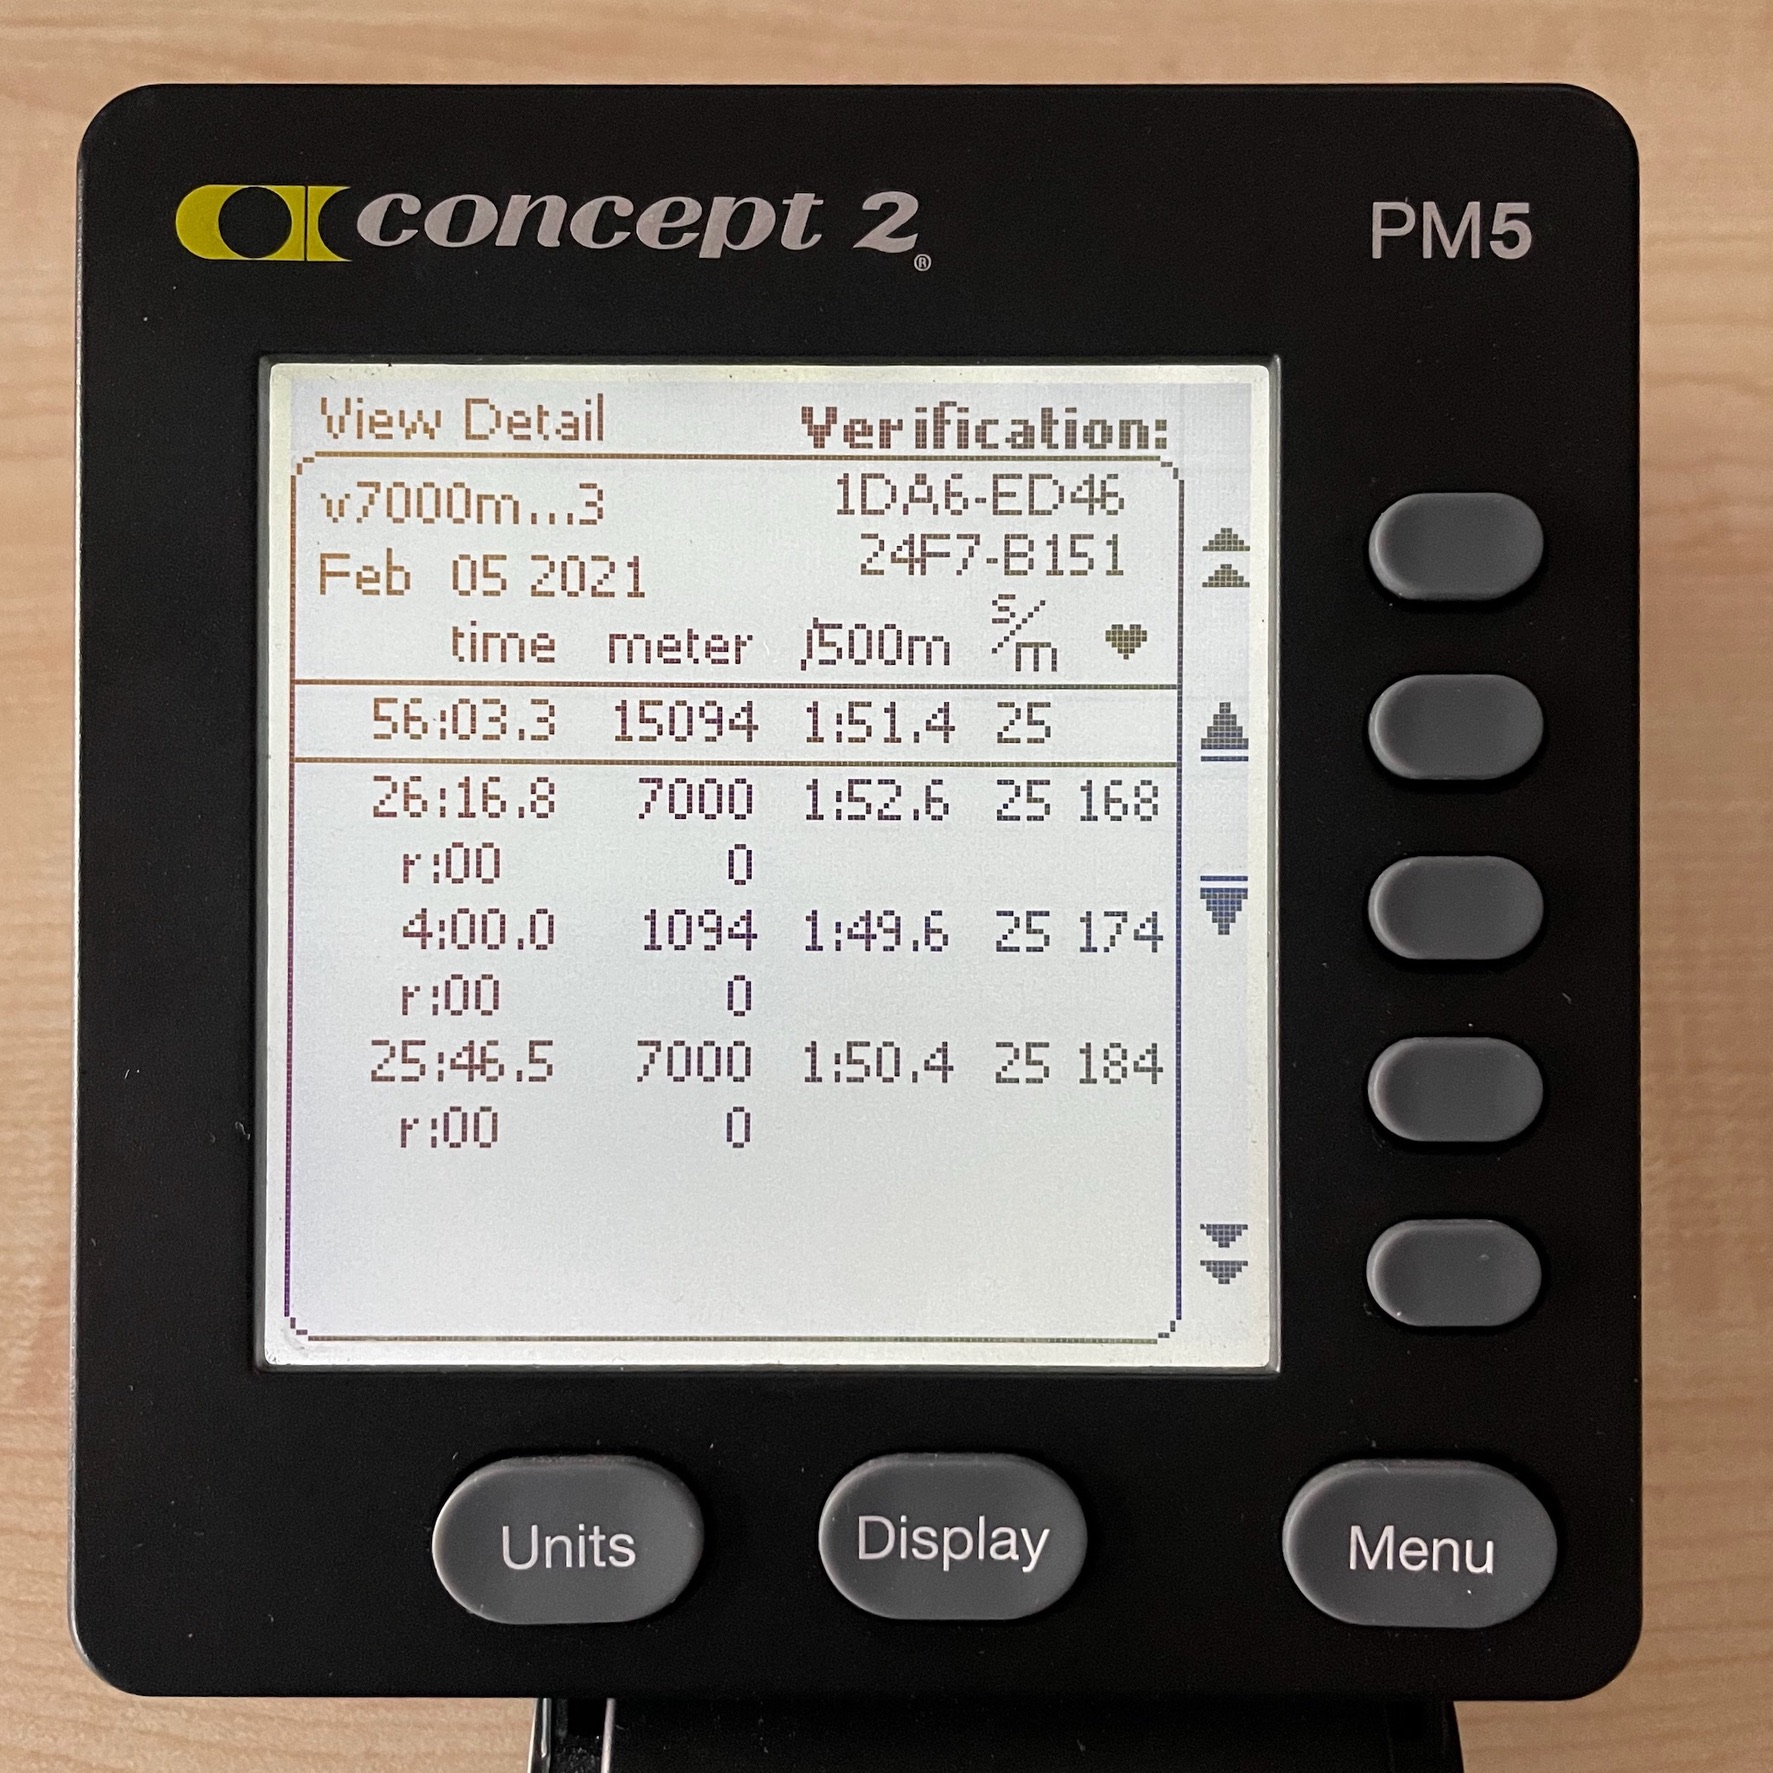 concept 2®
PM5
View Detail
Verification:
v7000m...3
1DA6-ED46
Feb 05 2021
24F7-B151
time meter /500m s/m
56:03.3 15094 1:51.4 25
26:16.8 7000 1:52.6 25 168
r:00 0
4:00.0 1094 1:49.6 25 174
r:00 0
25:46.5 7000 1:50.4 25 184
r:00 0
Units
Display
Menu